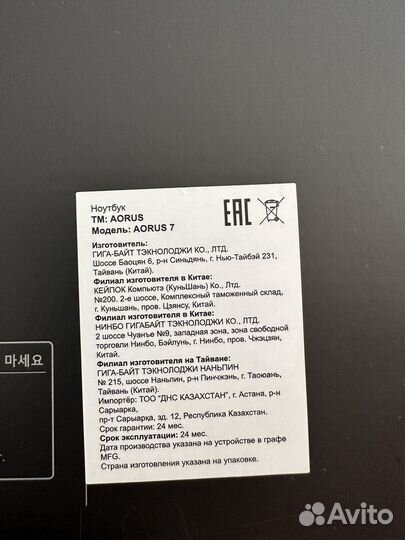 Ноутбук
ТМ: AORUS
Модель: AORUS 7
EAC
Изготовитель:
ГИГА-БАЙТ ТЭКНОЛОДЖИ КО., ЛТД.
Шоссе Баоцян 6, р-н Синьдянь, г. Нью-Тайбэй 231,
Тайвань (Китай).
Филиал изготовителя в Китае:
КЕЙПОК Компьютэ (КуньШань) Ко., Лтд.
№200. 2-е шоссе, Комплексный таможенный склад,
г. Куньшань, пров. Цзянсу, Китай.
Филиал изготовителя в Китае:
НИНБО ГИГАБАЙТ ТЭКНОЛОДЖИ КО., ЛТД.
2 шоссе Чуанъе №9, западная зона, зона свободной
торговли Нинбо, Бэйлунь, г. Нинбо, пров. Чжэцзян,
Китай.
Филиал изготовителя на Тайване:
ГИГА-БАЙТ ТЭКНОЛОДЖИ НАНЬПИН
№ 215, шоссе Наньпин, р-н Пинчжэнь, г. Таоюань,
Тайвань (Китай).
Импортёр: ТОО "ДНС КАЗАХСТАН", г. Астана, р-н
Сарыарка,
пр-т Сарыарка, зд. 12, Республика Казахстан.
Срок гарантии: 24 мес.
Срок эксплуатации: 24 мес.
Дата производства указана на устройстве в графе
MFG.
Страна изготовления указана на упаковке.
마세요
Avito